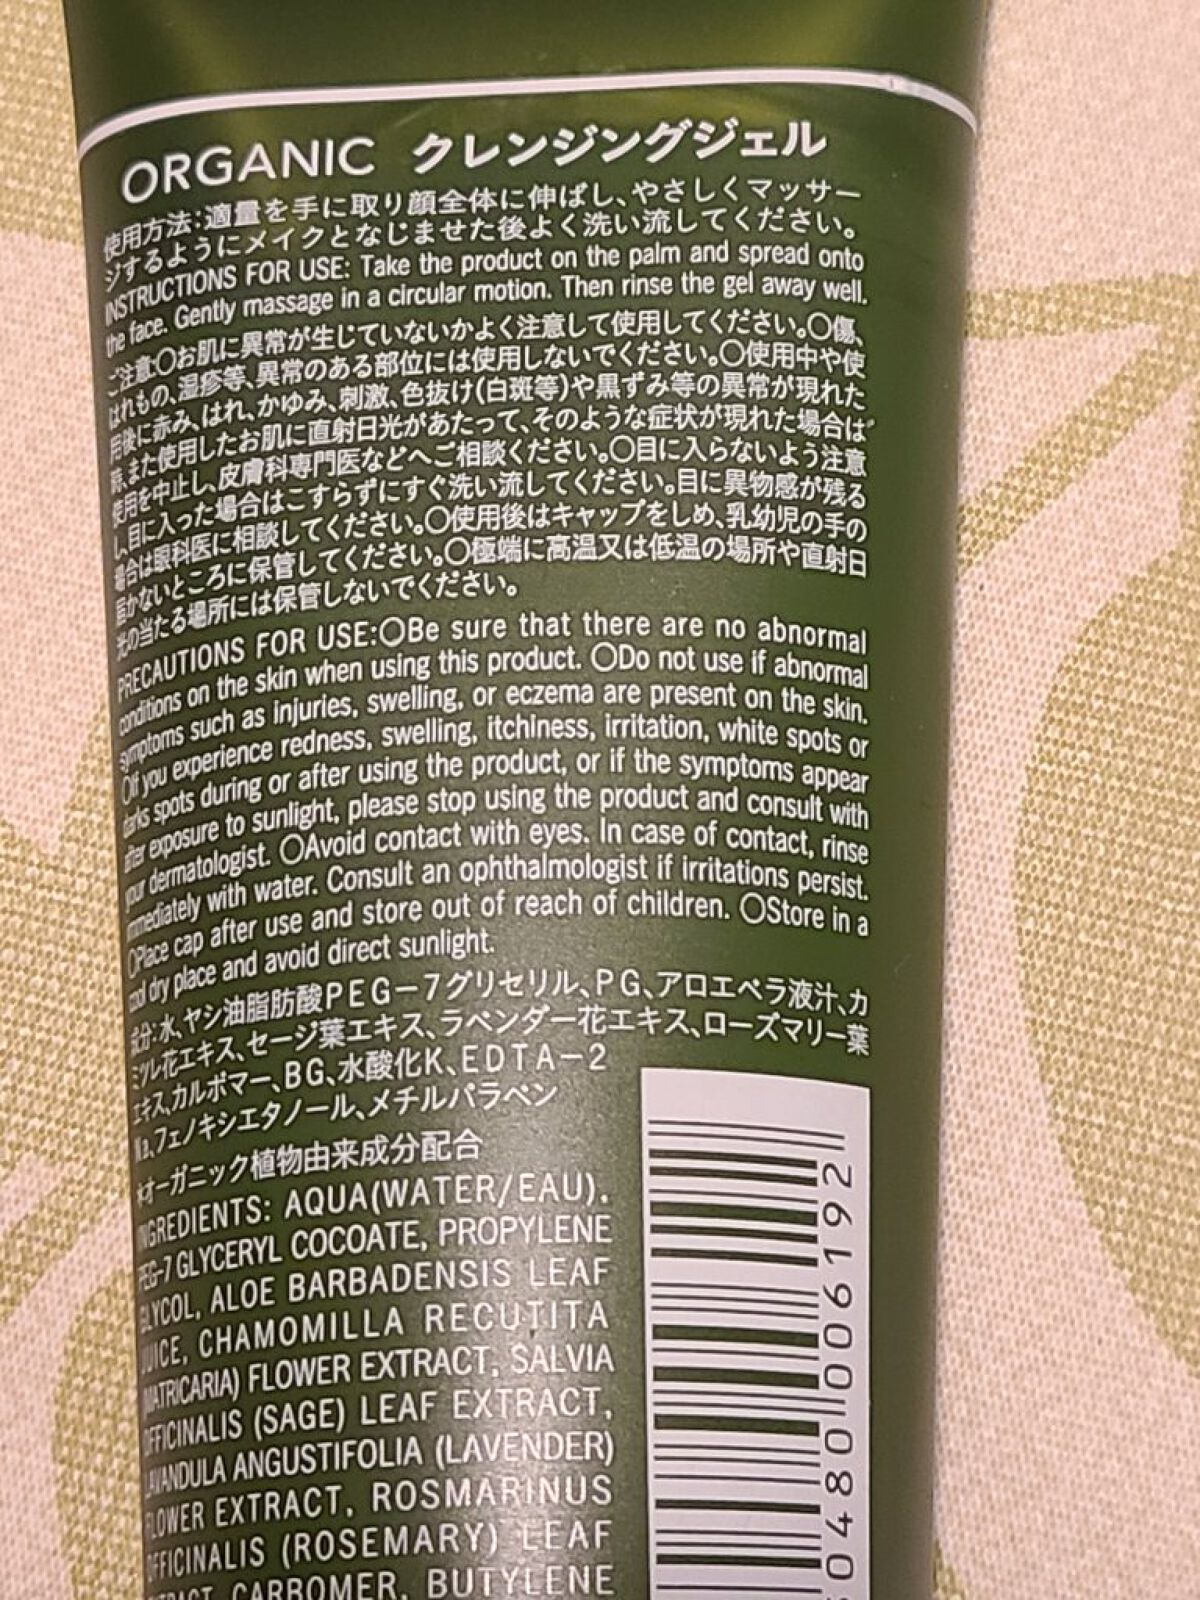 ORGANIC クレンジングジェル
使用方法:適量を手に取り顔全体に伸ばし、やさしくマッサー
ジするようにメイクとなじませた後よく洗い流してください。
INSTRUCTIONS FOR USE: Take the product on the palm and spread onto
the face. Gently massage in a circular motion. Then rinse the gel away well.
ご注意:〇お肌に異常が生じていないかよく注意して使用してください。〇傷、
はれもの、湿疹等、異常のある部位には使用しないでください。〇使用中や使
用後に赤み、はれ、かゆみ、刺激、色抜け(白斑等)や黒ずみ等の異常が現れた
、また使用したお肌に直射日光があたって、そのような症状が現れた場合は
使用を中止し、皮膚科専門医などへご相談ください。〇目に入らないよう注意
し、目に入った場合はこすらずにすぐ洗い流してください。目に異物感が残る
場合は眼科医に相談してください。〇使用後はキャップをしめ、乳幼児の手の
届かないところに保管してください。〇極端に高温又は低温の場所や直射日
光の当たる場所には保管しないでください。
PRECAUTIONS FOR USE:〇Be sure that there are no abnormal
conditions on the skin when using this product. 〇Do not use if abnormal
symptoms such as injuries, swelling, or eczema are present on the skin.
〇If you experience redness, swelling, itchiness, irritation, white spots or
darks spots during or after using the product, or if the symptoms appear
after exposure to sunlight, please stop using the product and consult with
your dermatologist. 〇Avoid contact with eyes. In case of contact, rinse
immediately with water. Consult an ophthalmologist if irritations persist.
〇Place cap after use and store out of reach of children. 〇Store in a
cool dry place and avoid direct sunlight.
成分:水、ヤシ油脂肪酸PEG-7グリセリル、PG、アロエベラ液汁、カ
ミツレ花エキス、セージ葉エキス、ラベンダー花エキス、ローズマリー葉
エキス、カルボマー、BG、水酸化K、EDTA-2
Na、フェノキシエタノール、メチルパラベン
*オーガニック植物由来成分配合
INGREDIENTS: AQUA(WATER/EAU),
PEG-7 GLYCERYL COCOATE, PROPYLENE
GLYCOL, ALOE BARBADENSIS LEAF
JUICE, CHAMOMILLA RECUTITA
(MATRICARIA) FLOWER EXTRACT, SALVIA
OFFICINALIS (SAGE) LEAF EXTRACT,
LAVANDULA ANGUSTIFOLIA (LAVENDER)
FLOWER EXTRACT, ROSMARINUS
OFFICINALIS (ROSEMARY) LEAF
EXTRACT, CARBOMER, BUTYLENE
0480 006192